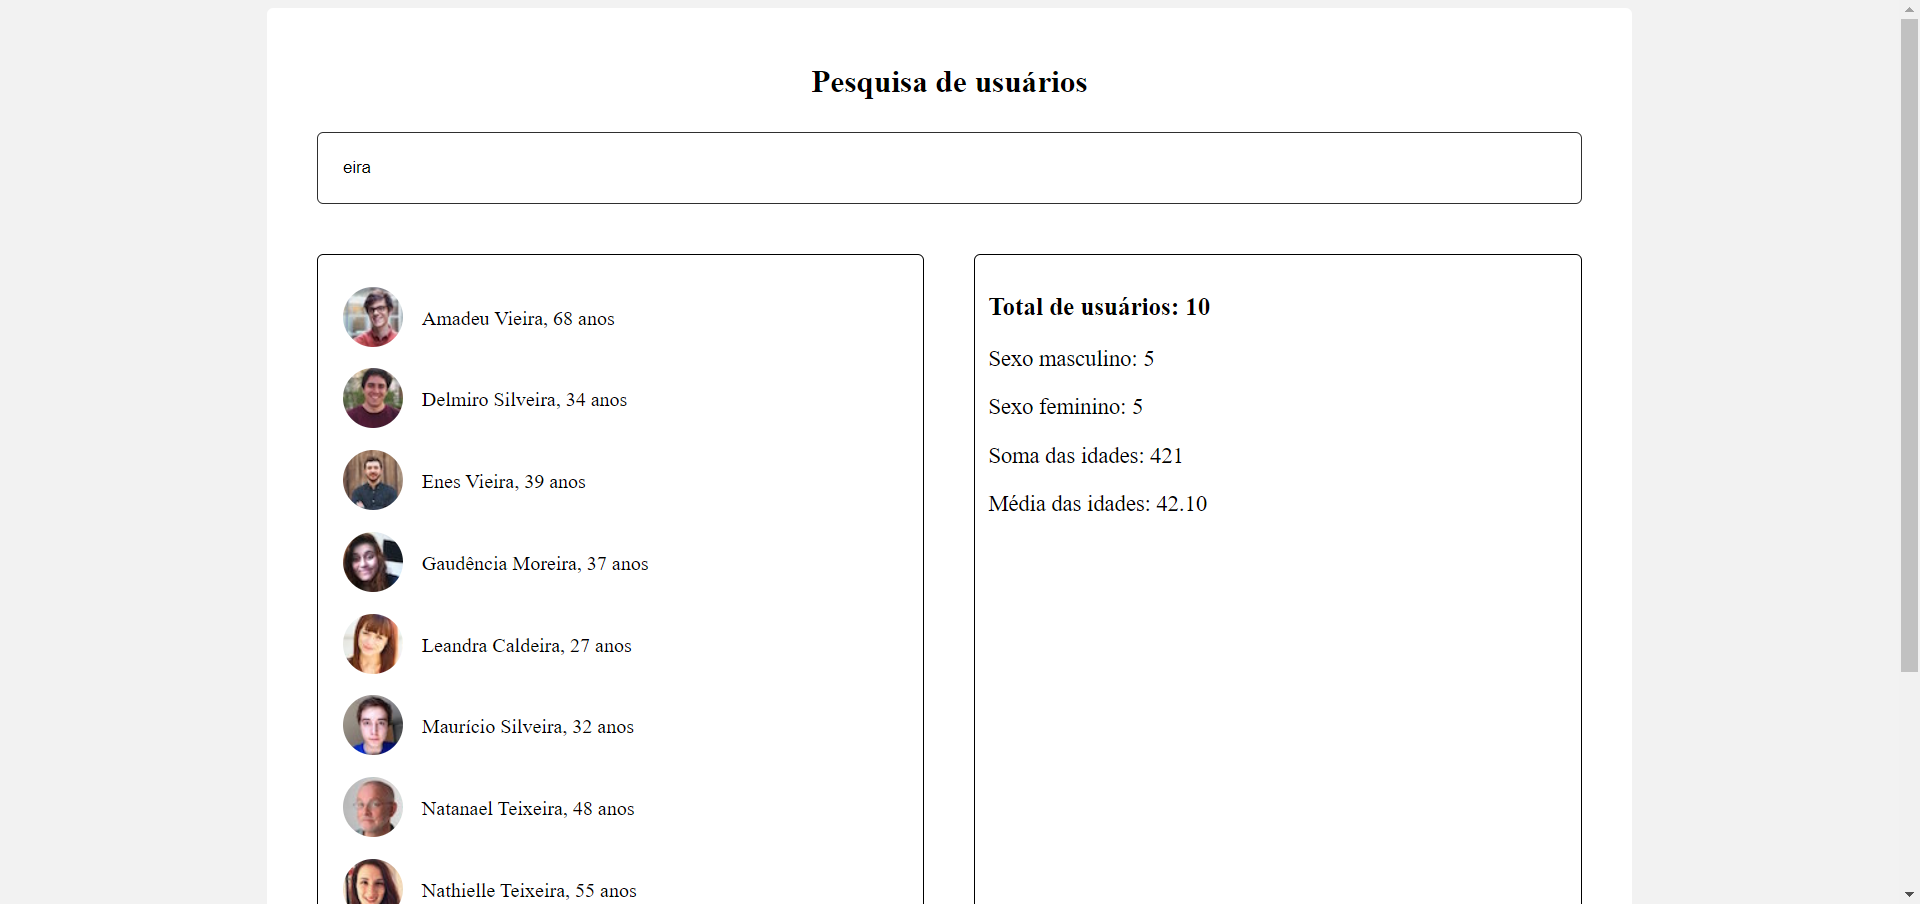 Pesquisa de usuários
eira
Amadeu Vieira, 68 anos
Delmiro Silveira, 34 anos
Enes Vieira, 39 anos
Gaudência Moreira, 37 anos
Leandra Caldeira, 27 anos
Maurício Silveira, 32 anos
Natanael Teixeira, 48 anos
Nathielle Teixeira, 55 anos
Total de usuários: 10
Sexo masculino: 5
Sexo feminino: 5
Soma das idades: 421
Média das idades: 42.10